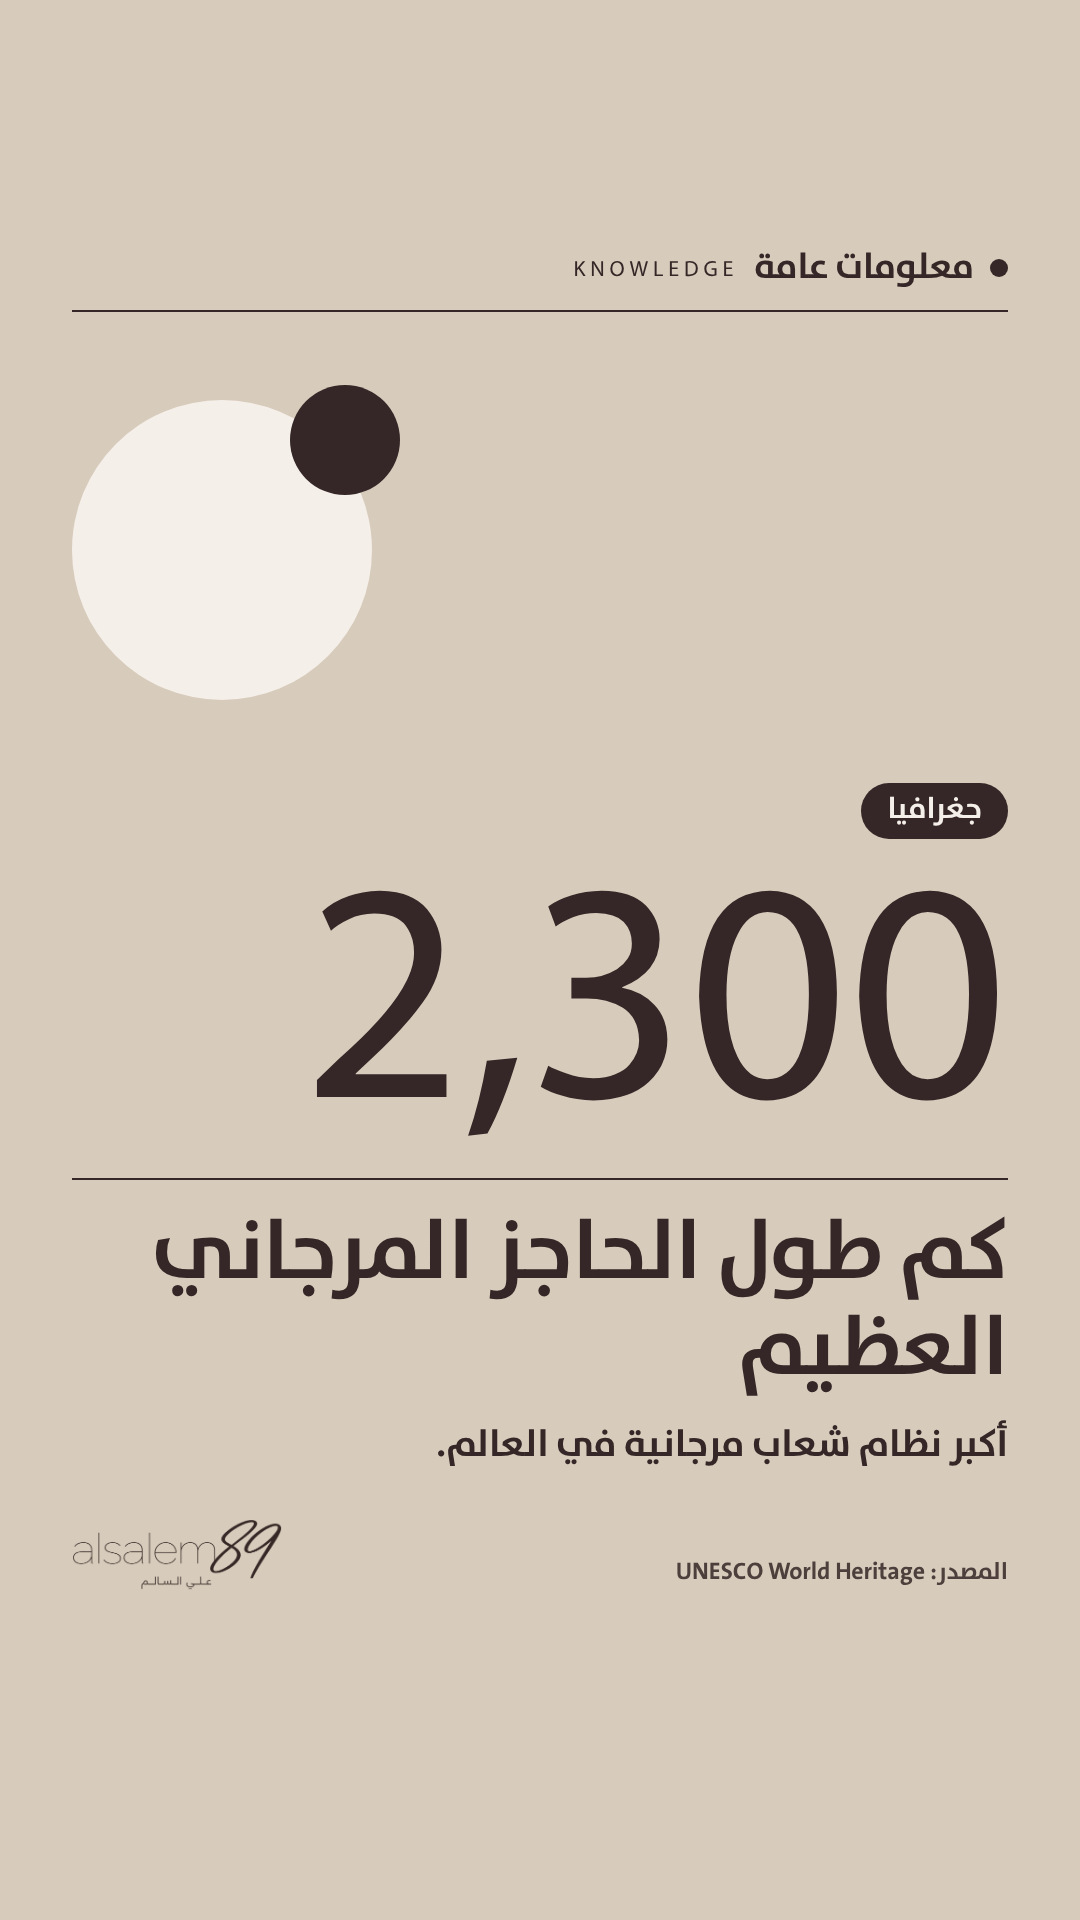 معلومات عامة KNOWLEDGE
جغرافيا
2,300
كم طول الحاجز المرجاني
العظيم
أكبر نظام شعاب مرجانية في العالم.
المصدر: UNESCO World Heritage
alsalem89
علي السالم